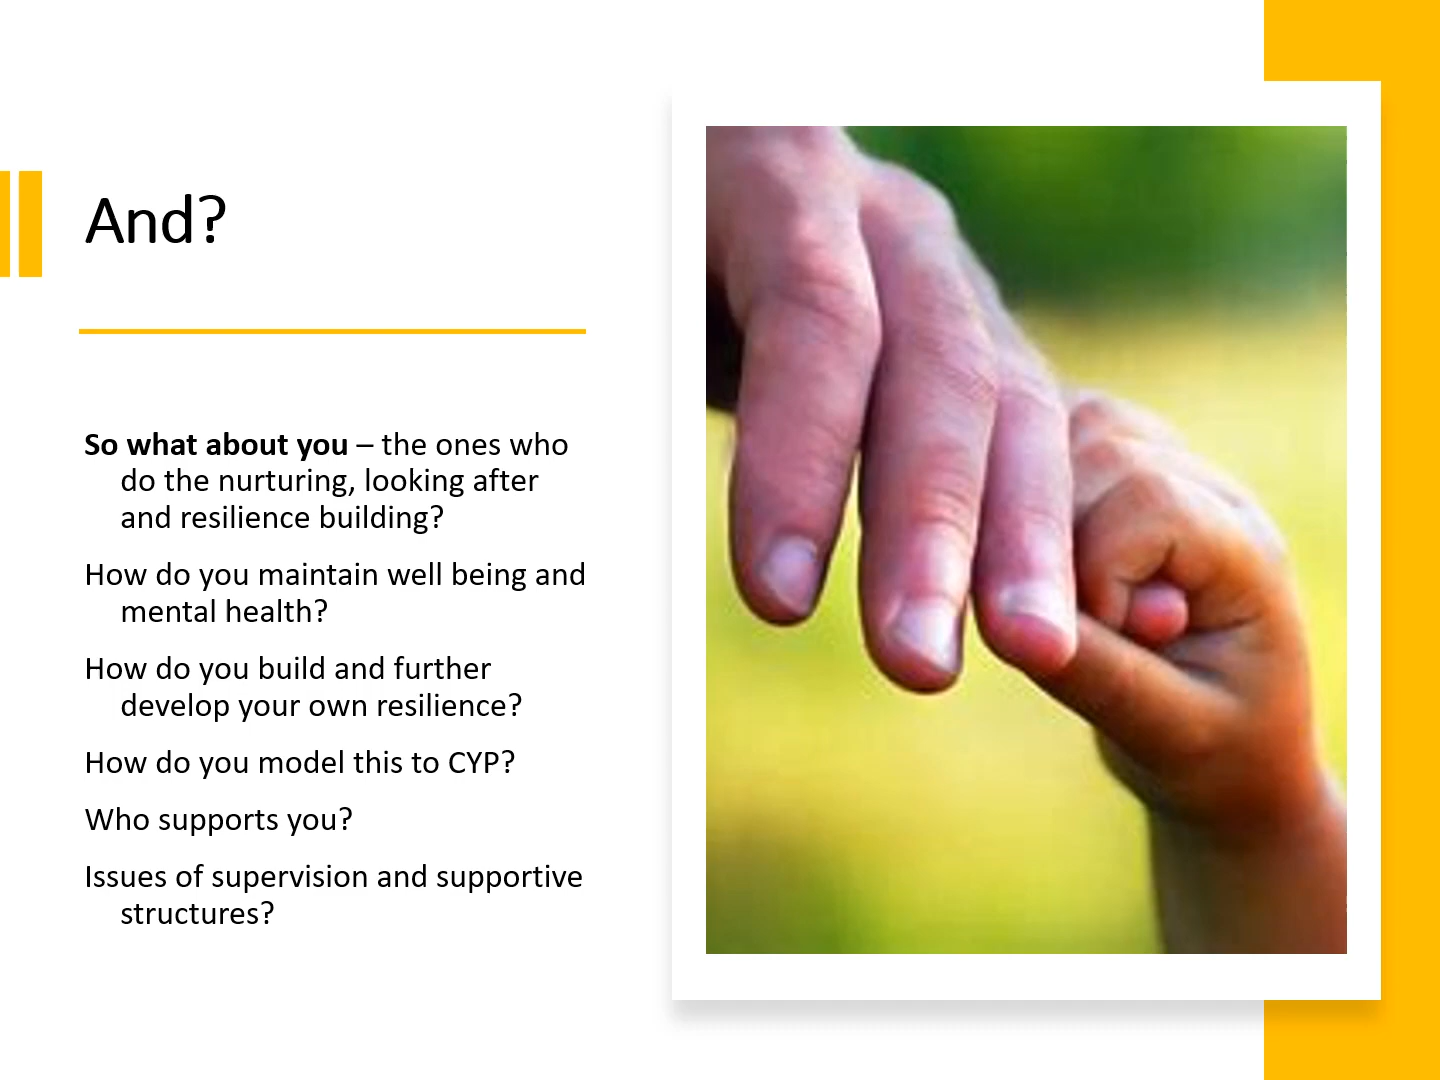 And?
So what about you – the ones who
do the nurturing, looking after
and resilience building?
How do you maintain well being and
mental health?
How do you build and further
develop your own resilience?
How do you model this to CYP?
Who supports you?
Issues of supervision and supportive
structures?